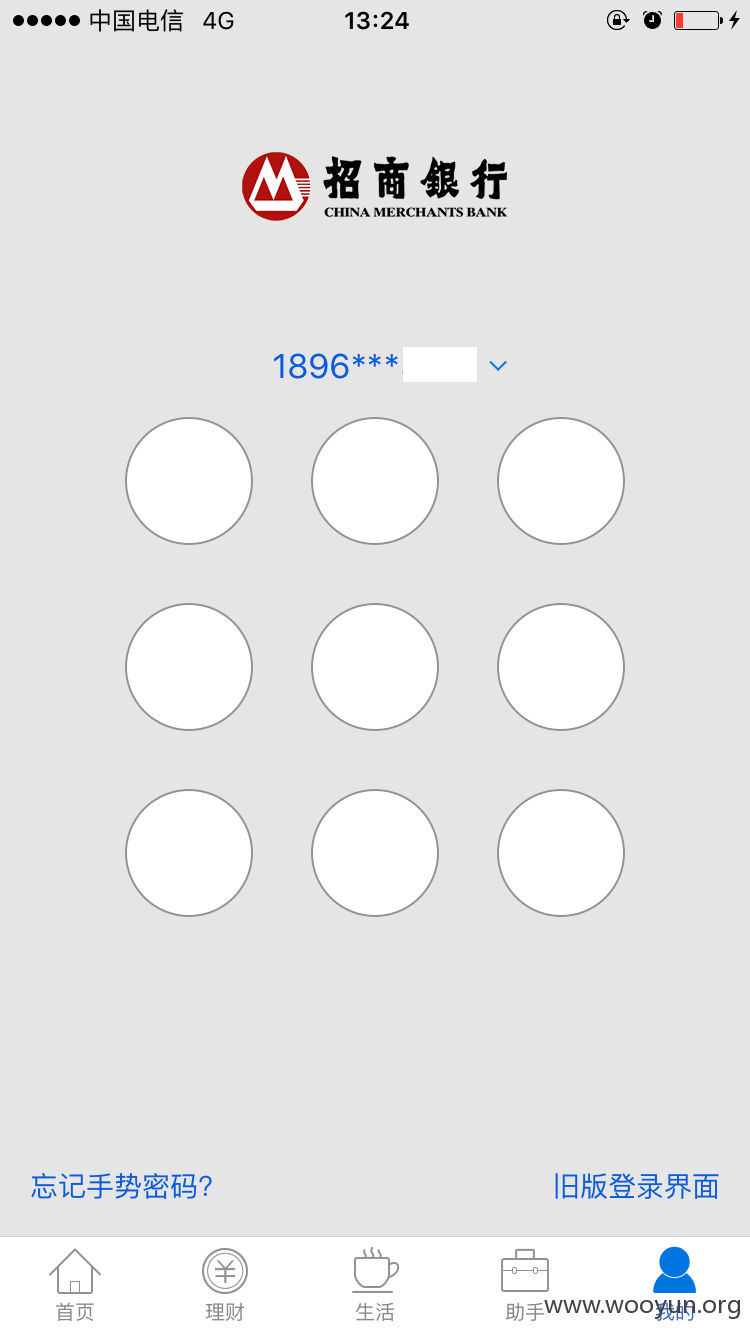 中国电信 4G 13:24
招商銀行
CHINA MERCHANTS BANK
1896***
忘记手势密码? 旧版登录界面
首页 理财 生活 助手 我的
www.wooyun.org